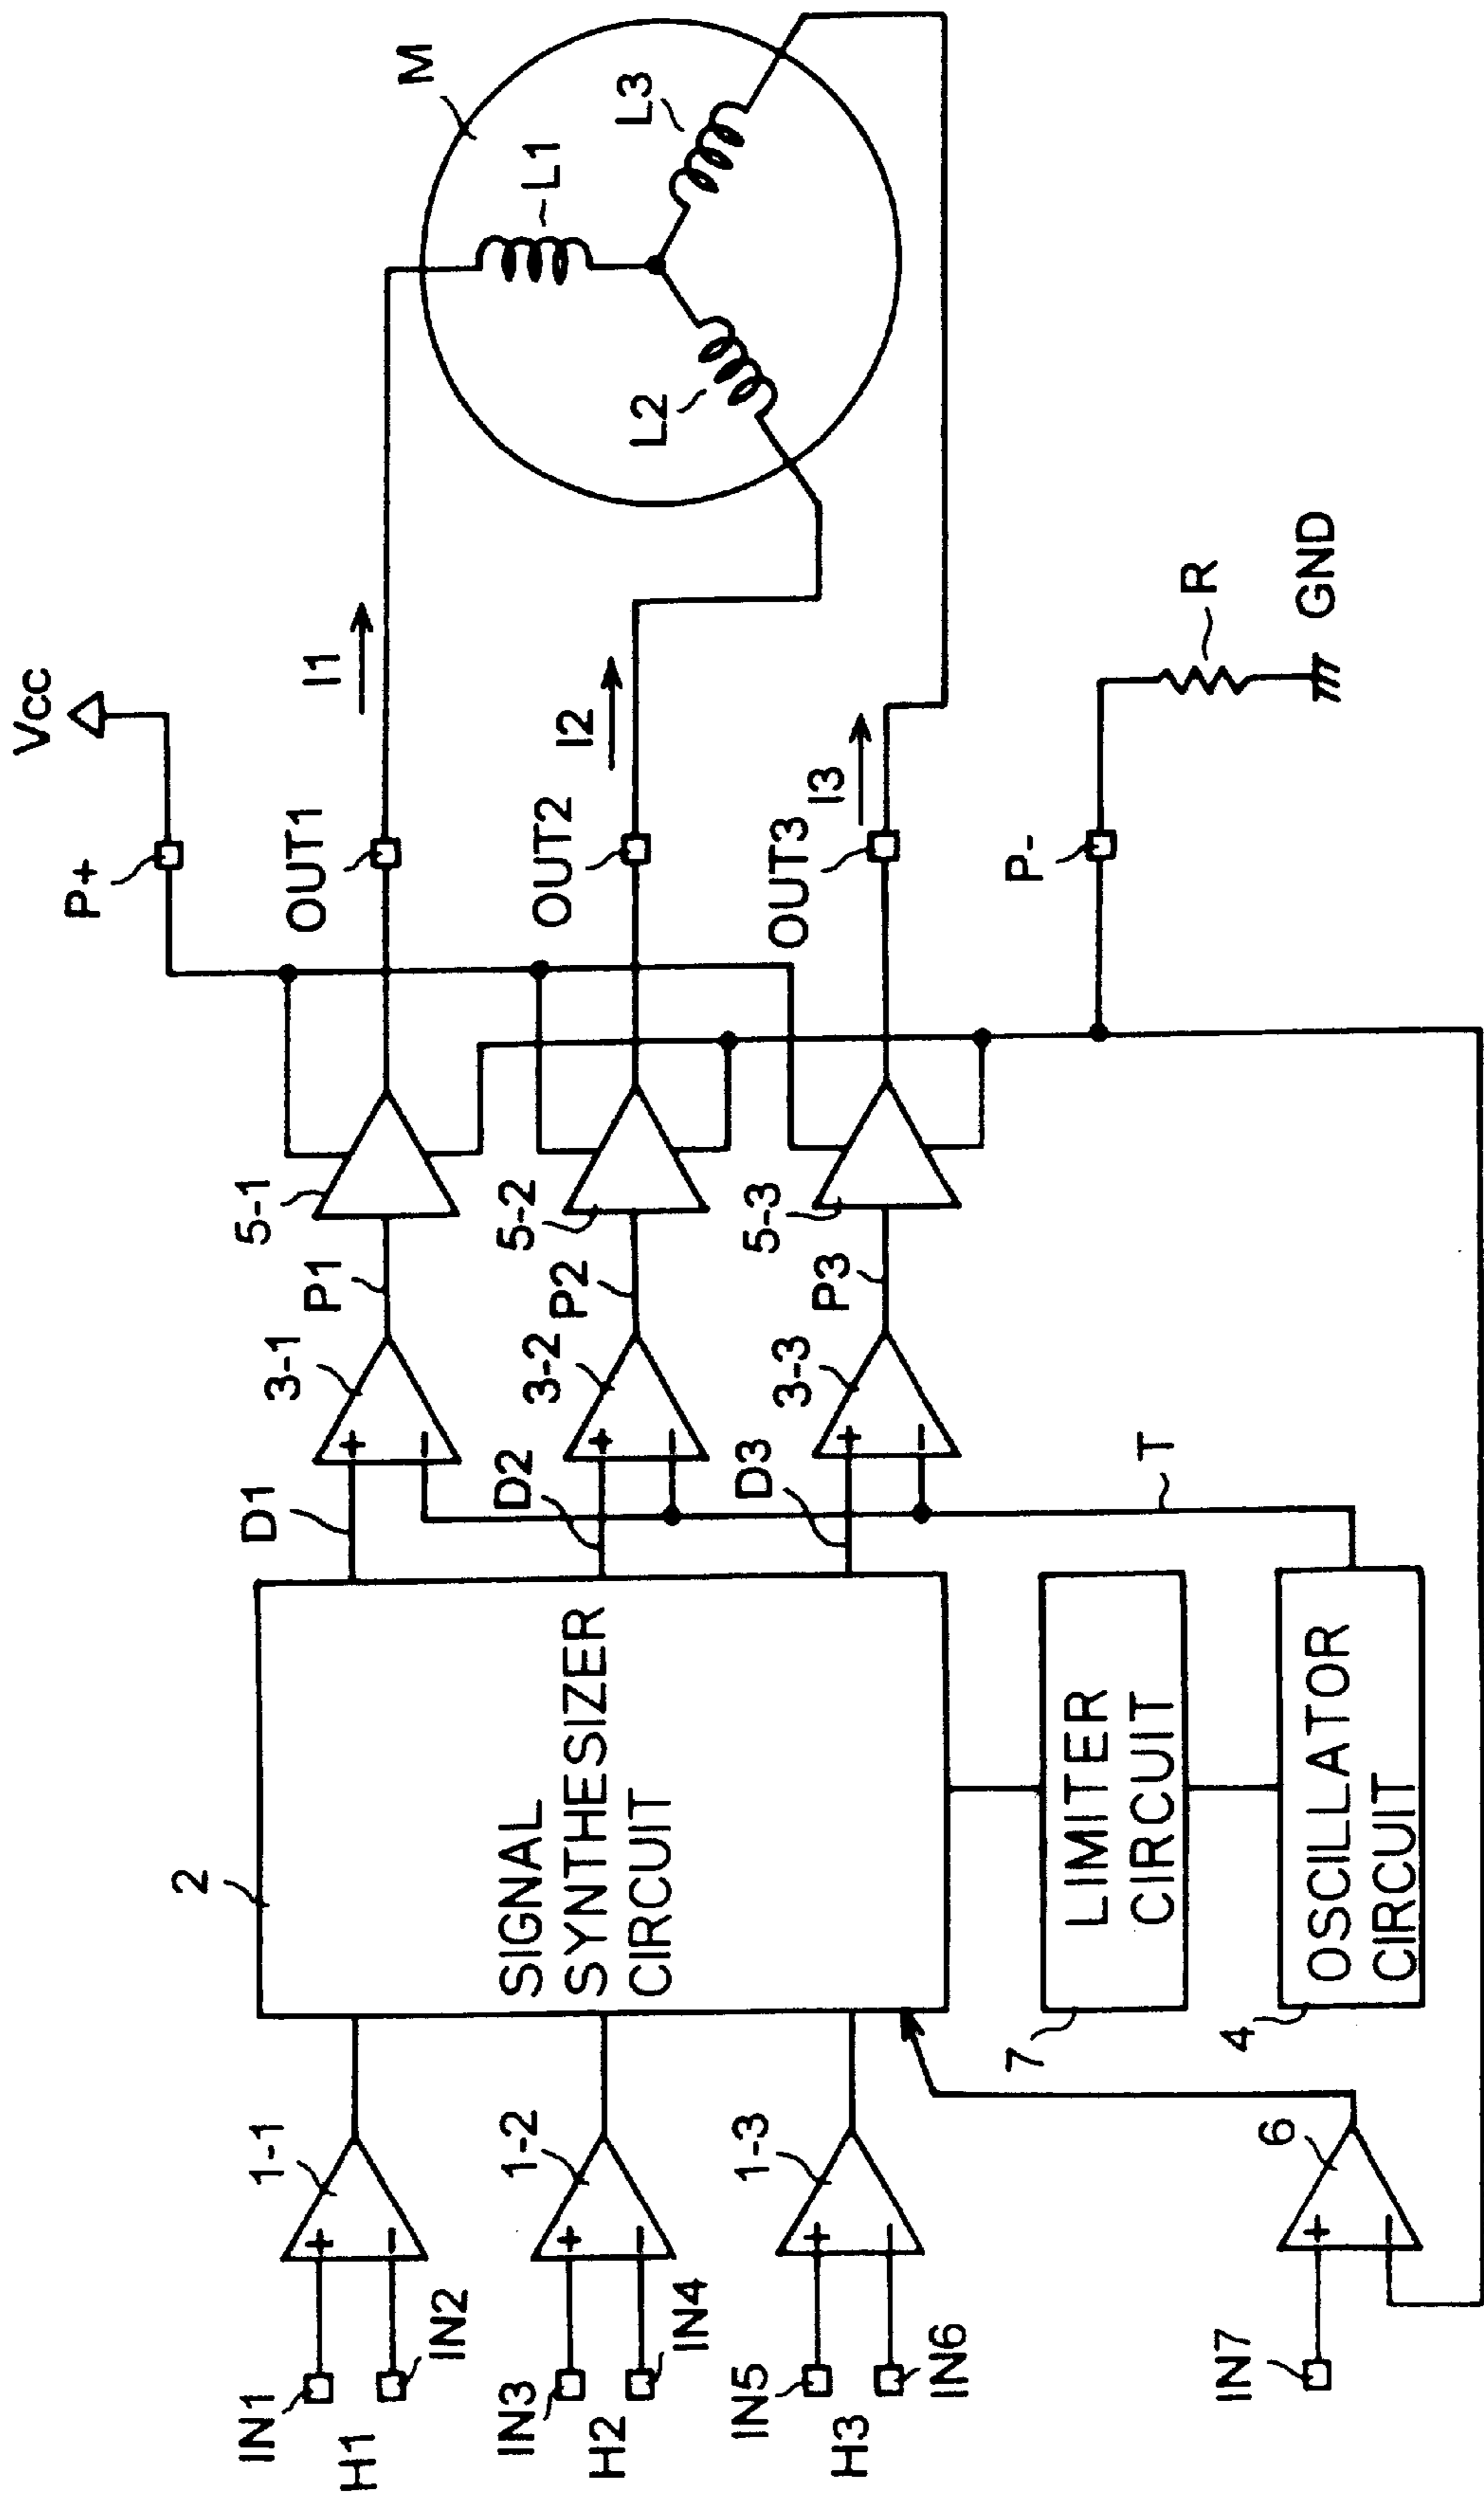 Vcc
P+
M
I1
OUT1
L1
L3
L2
I2
OUT2
I3
OUT3
P-
R
GND
5-1
5-2
5-3
P1
P2
P3
3-1
+
−
3-2
+
−
3-3
+
−
D1
D2
D3
T
2
SIGNAL
SYNTHESIZER
CIRCUIT
LIMITER
CIRCUIT
7
OSCILLATOR
CIRCUIT
4
1-1
+
−
1-2
+
−
1-3
+
−
6
+
−
IN1
H1
IN2
IN3
H2
IN4
IN5
H3
IN6
IN7